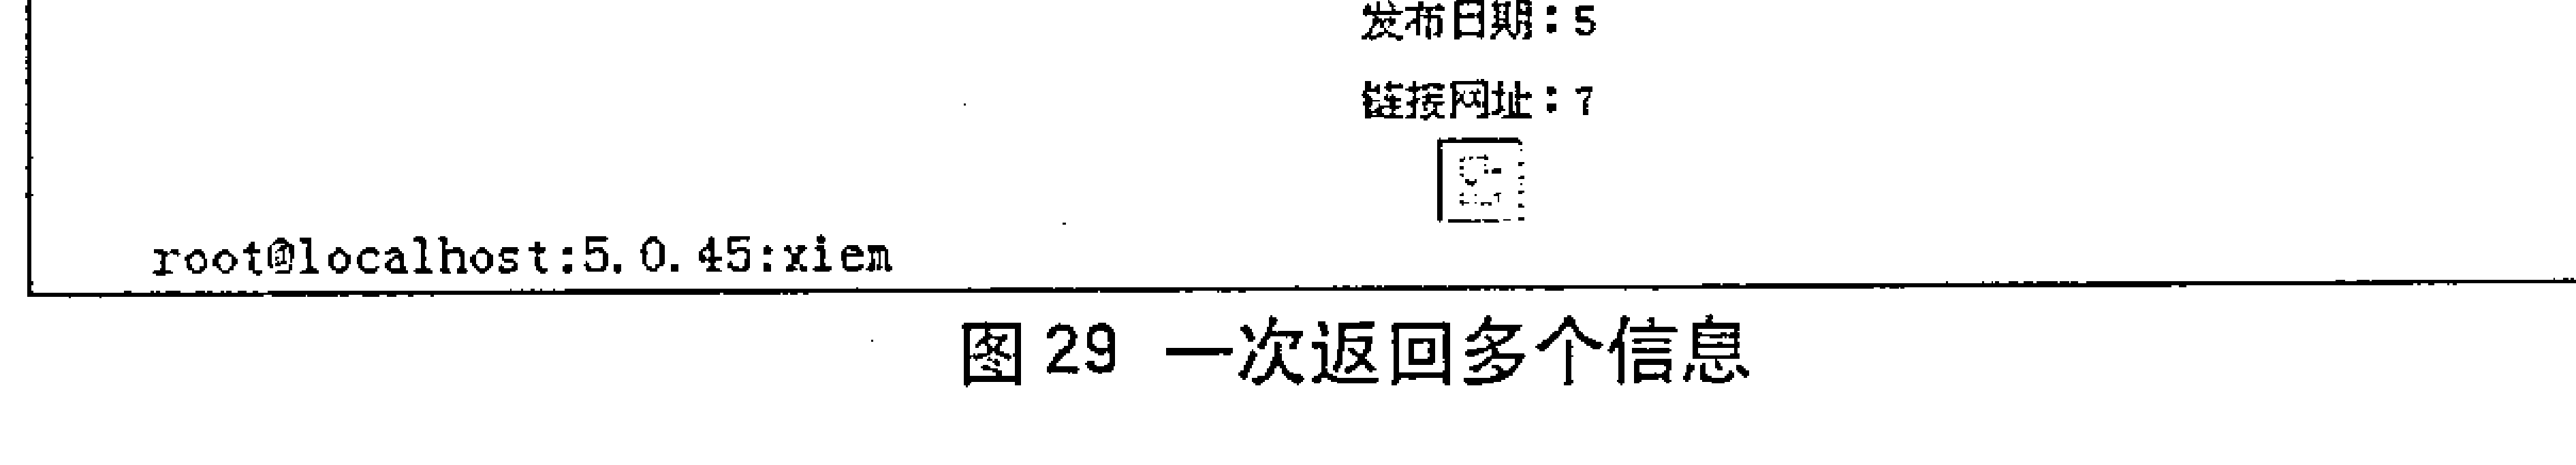 发布日期：5
链接网址：7
root@localhost:5.0.45:xiem
图 29 一次返回多个信息